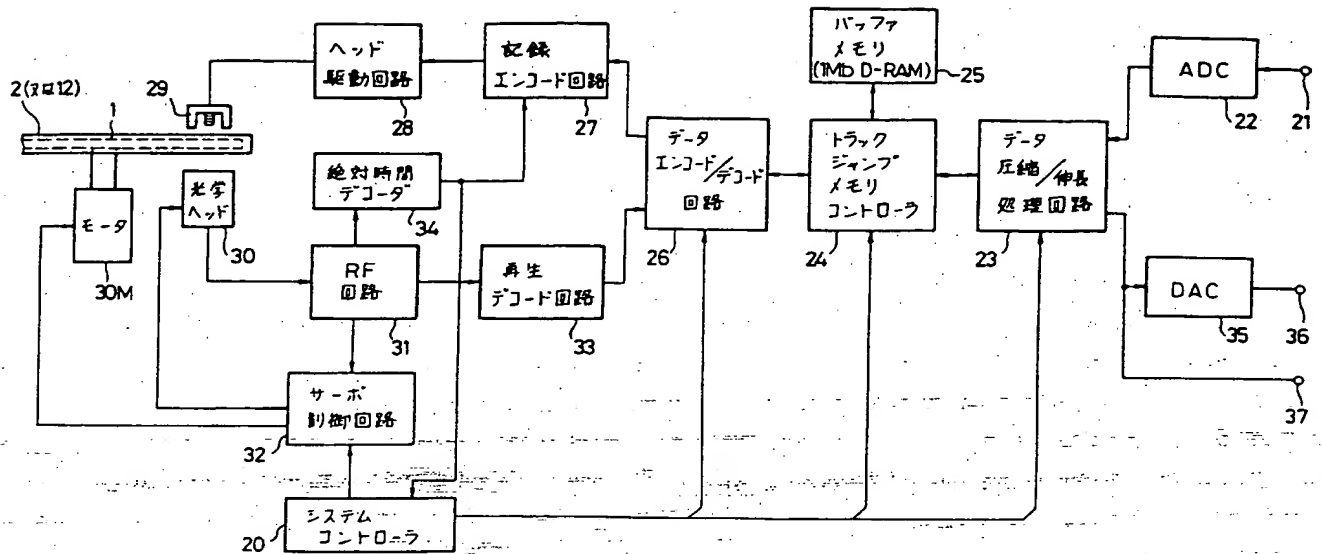 バッファ
メモリ
(1Mb D-RAM)
25
ADC
22
21
ヘッド
駆動回路
28
記録
エンコード回路
27
2(又は12)
1
29
データ
エンコード/デコード
回路
26
トラック
ジャンプ
メモリ
コントローラ
24
データ
圧縮/伸長
処理回路
23
絶対時間
デコーダ
34
光学
ヘッド
30
モータ
30M
RF
回路
31
再生
デコード回路
33
DAC
35
36
37
サーボ
制御回路
32
システム
コントローラ
20